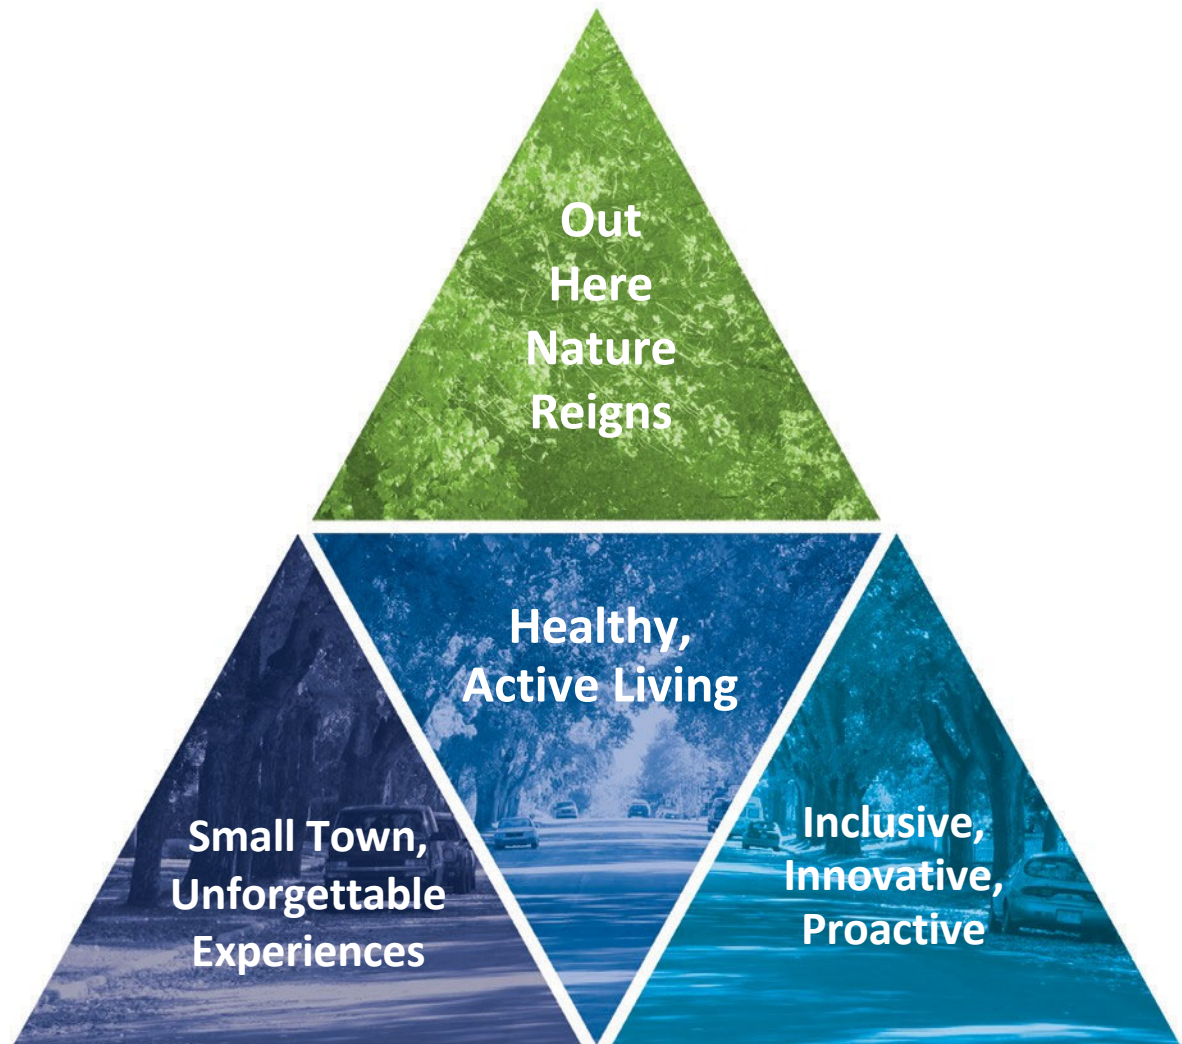 Out
Here
Nature
Reigns
Healthy,
Active Living
Small Town,
Unforgettable
Experiences
Inclusive,
Innovative,
Proactive